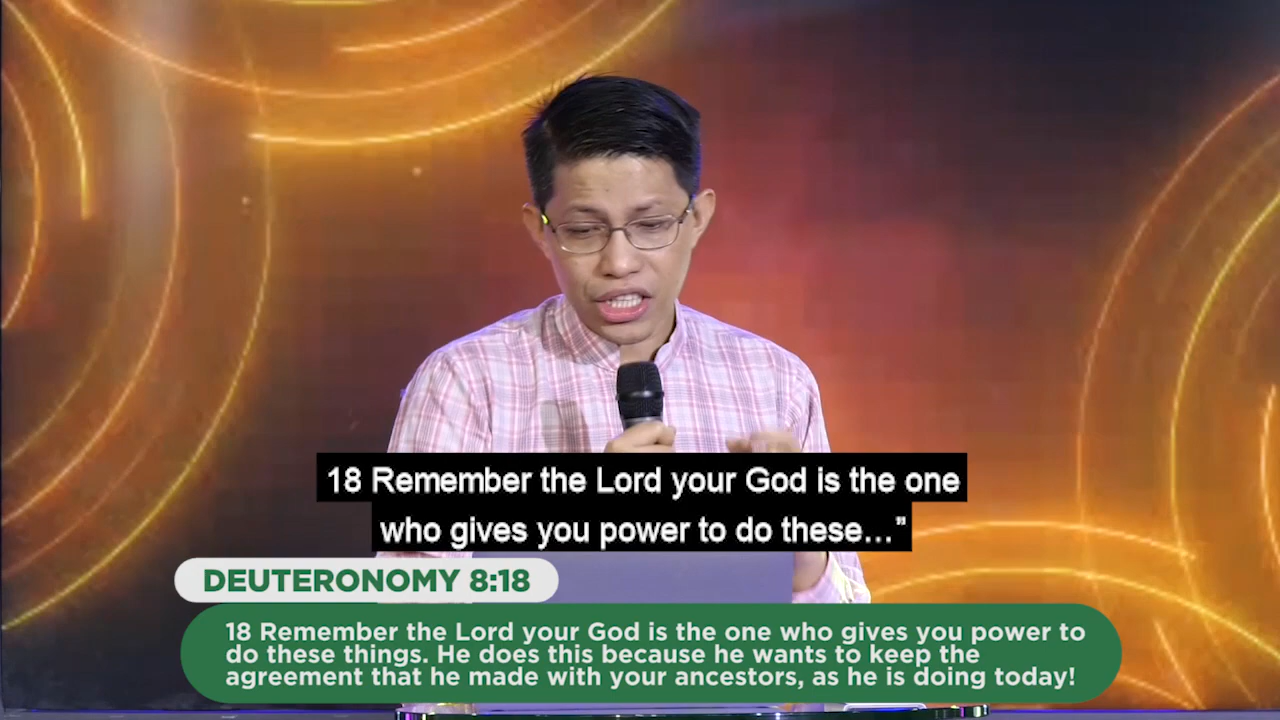 18 Remember the Lord your God is the one
who gives you power to do these…”
DEUTERONOMY 8:18
18 Remember the Lord your God is the one who gives you power to
do these things. He does this because he wants to keep the
agreement that he made with your ancestors, as he is doing today!